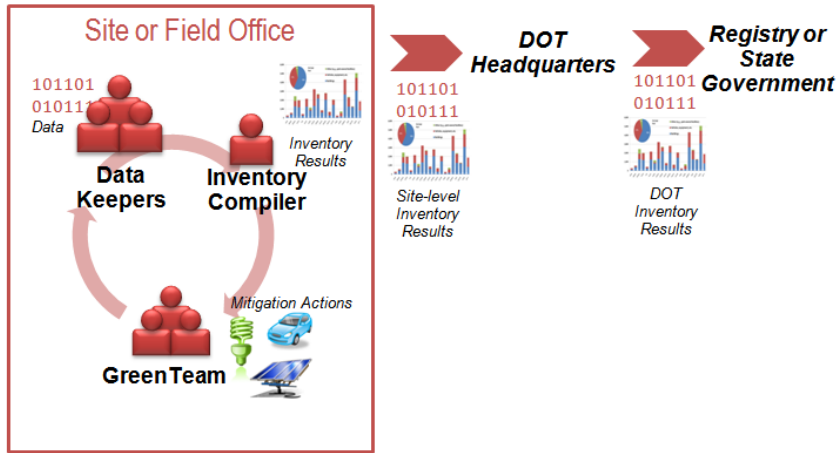 Site or Field Office
101101
010111
Data
Data
Keepers
Inventory
Results
Inventory
Compiler
Mitigation Actions
GreenTeam
101101
010111
Site-level
Inventory
Results
DOT
Headquarters
101101
010111
DOT
Inventory
Results
Registry or
State
Government